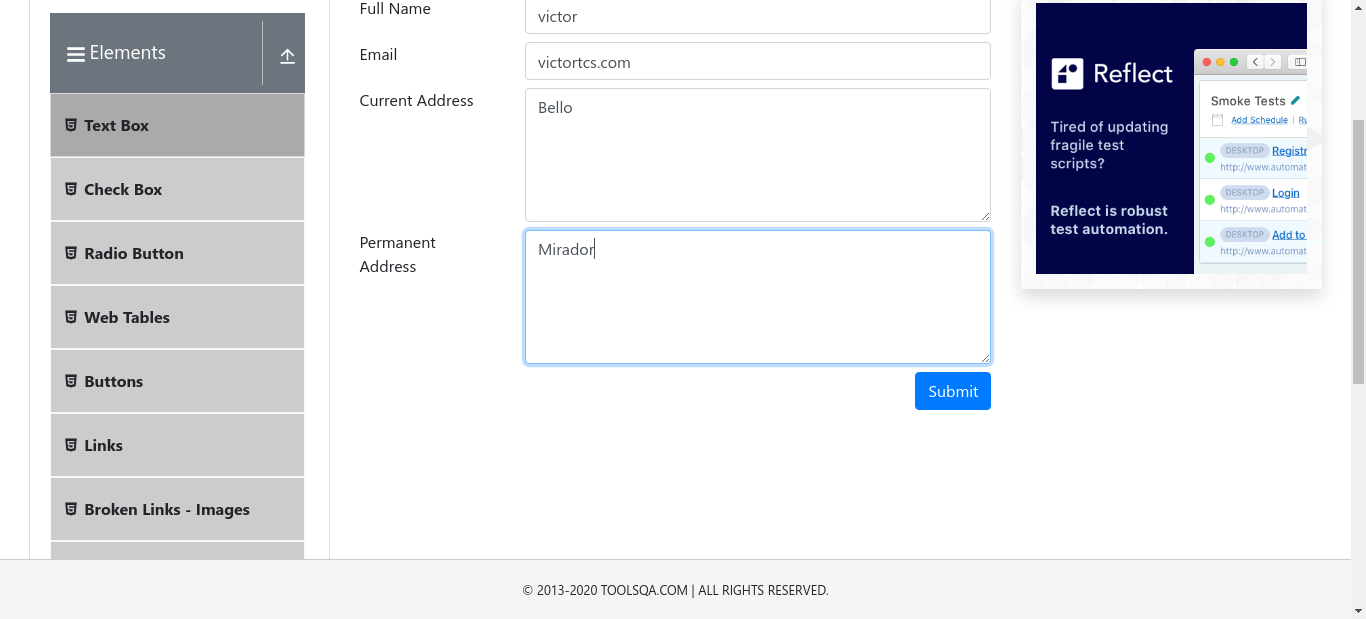 Elements
Text Box
Check Box
Radio Button
Web Tables
Buttons
Links
Broken Links - Images
Full Name
victor
Email
victortcs.com
Current Address
Bello
Permanent
Address
Mirador
Submit
Reflect
Tired of updating
fragile test
scripts?
Reflect is robust
test automation.
Smoke Tests
Add Schedule | Ru
DESKTOP Registr
http://www.automat
DESKTOP Login
http://www.automat
DESKTOP Add to
http://www.automat
© 2013-2020 TOOLSQA.COM | ALL RIGHTS RESERVED.